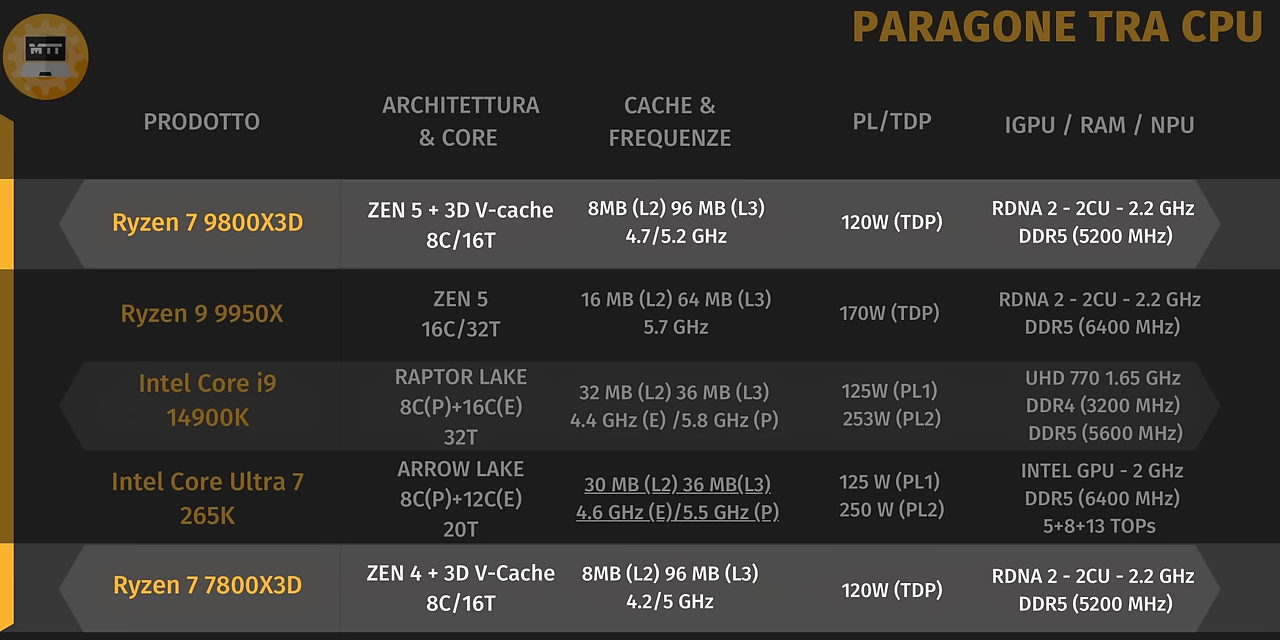 PARAGONE TRA CPU
MTT
PRODOTTO
ARCHITETTURA
& CORE
CACHE &
FREQUENZE
PL/TDP
IGPU / RAM / NPU
Ryzen 7 9800X3D
ZEN 5 + 3D V-cache
8C/16T
8MB (L2) 96 MB (L3)
4.7/5.2 GHz
120W (TDP)
RDNA 2 - 2CU - 2.2 GHz
DDR5 (5200 MHz)
Ryzen 9 9950X
ZEN 5
16C/32T
16 MB (L2) 64 MB (L3)
5.7 GHz
170W (TDP)
RDNA 2 - 2CU - 2.2 GHz
DDR5 (6400 MHz)
Intel Core i9
14900K
RAPTOR LAKE
8C(P)+16C(E)
32T
32 MB (L2) 36 MB (L3)
4.4 GHz (E) /5.8 GHz (P)
125W (PL1)
253W (PL2)
UHD 770 1.65 GHz
DDR4 (3200 MHz)
DDR5 (5600 MHz)
Intel Core Ultra 7
265K
ARROW LAKE
8C(P)+12C(E)
20T
30 MB (L2) 36 MB(L3)
4.6 GHz (E)/5.5 GHz (P)
125 W (PL1)
250 W (PL2)
INTEL GPU - 2 GHz
DDR5 (6400 MHz)
5+8+13 TOPs
Ryzen 7 7800X3D
ZEN 4 + 3D V-Cache
8C/16T
8MB (L2) 96 MB (L3)
4.2/5 GHz
120W (TDP)
RDNA 2 - 2CU - 2.2 GHz
DDR5 (5200 MHz)